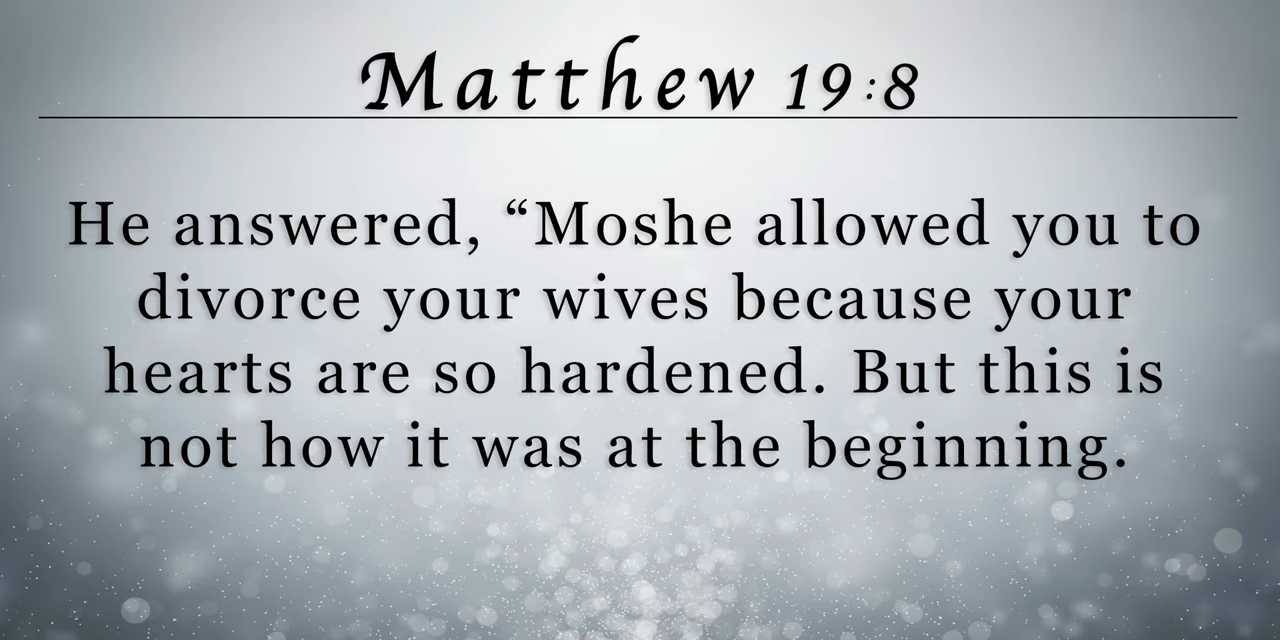 Matthew 19:8
He answered, “Moshe allowed you to
divorce your wives because your
hearts are so hardened. But this is
not how it was at the beginning.